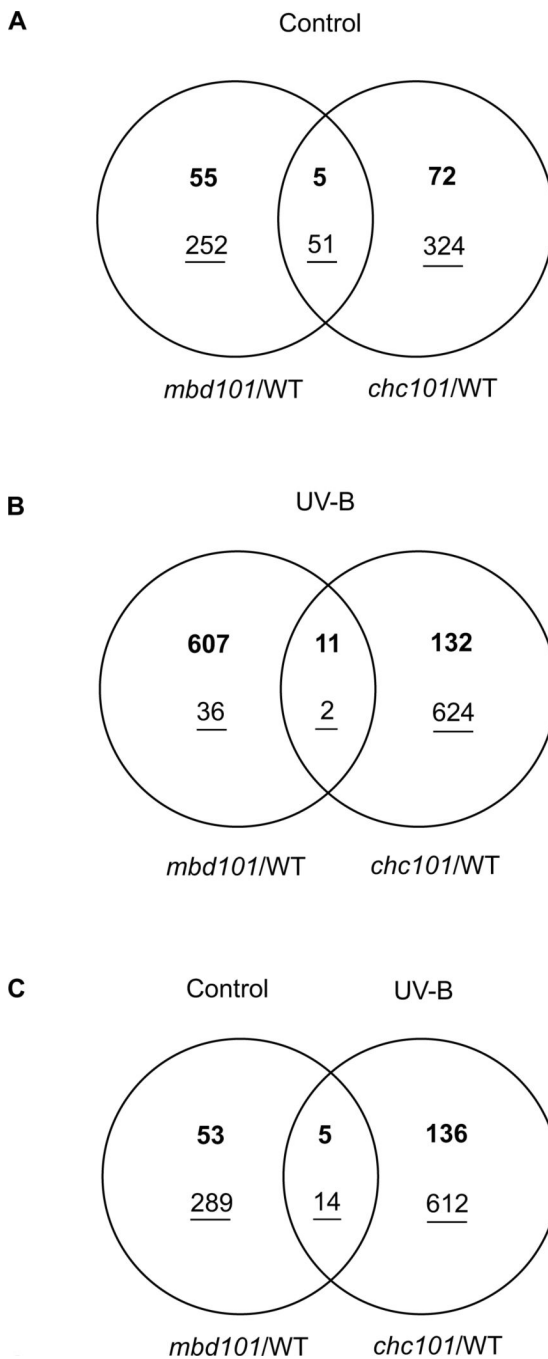 A
Control
55 5 72
252 51 324
mbd101/WT chc101/WT
B
UV-B
607 11 132
36 2 624
mbd101/WT chc101/WT
C
Control UV-B
53 5 136
289 14 612
mbd101/WT chc101/WT